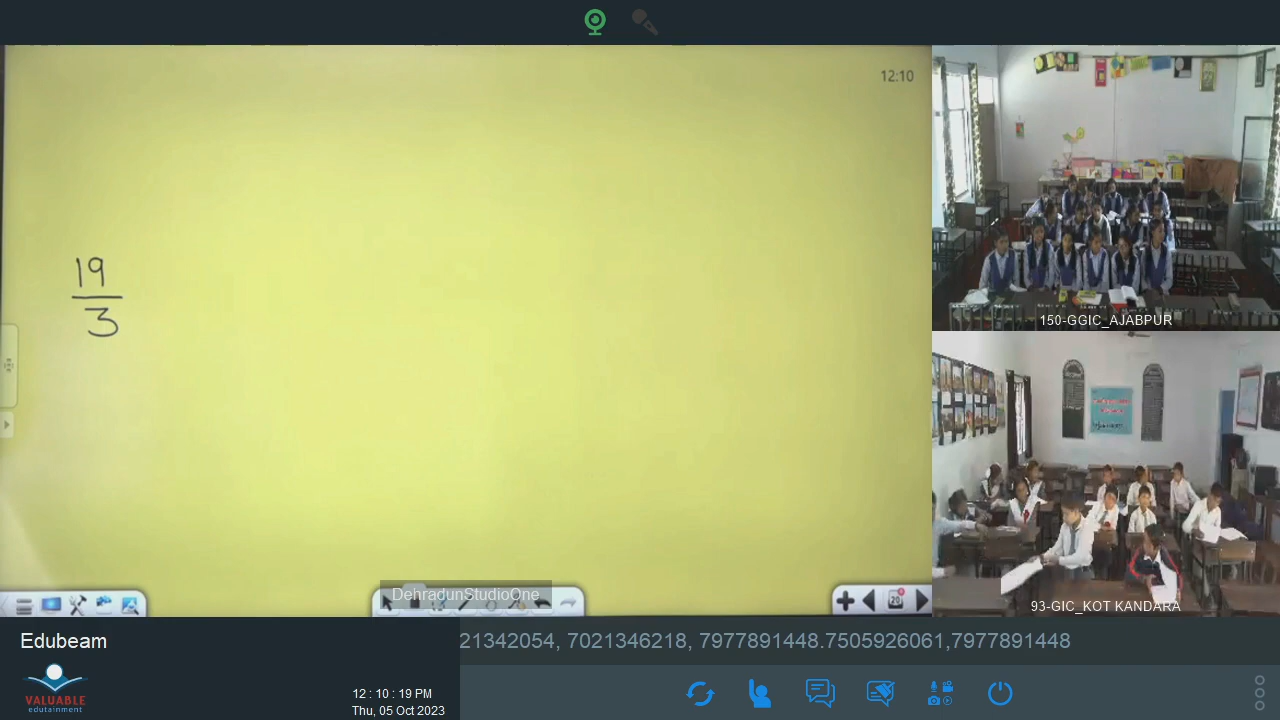 12:10
19
3
DehradunStudioOne
150-GGIC_AJABPUR
93-GIC_KOT KANDARA
Edubeam
21342054, 7021346218, 7977891448.7505926061,7977891448
VALUABLE
edutainment
12 : 10 : 19 PM
Thu, 05 Oct 2023